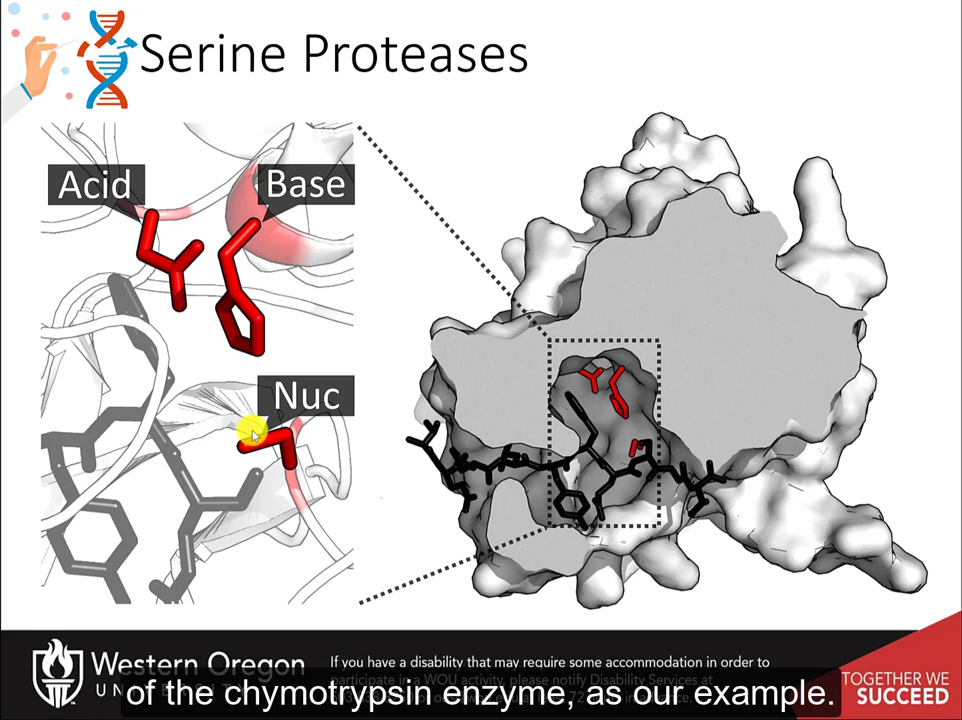 Serine Proteases
Acid
Base
Nuc
Western Oregon
If you have a disability that may require some accommodation in order to
participate in a WOU activity, please notify Disability Services at
TOGETHER WE
SUCCEED
of the chymotrypsin enzyme, as our example.